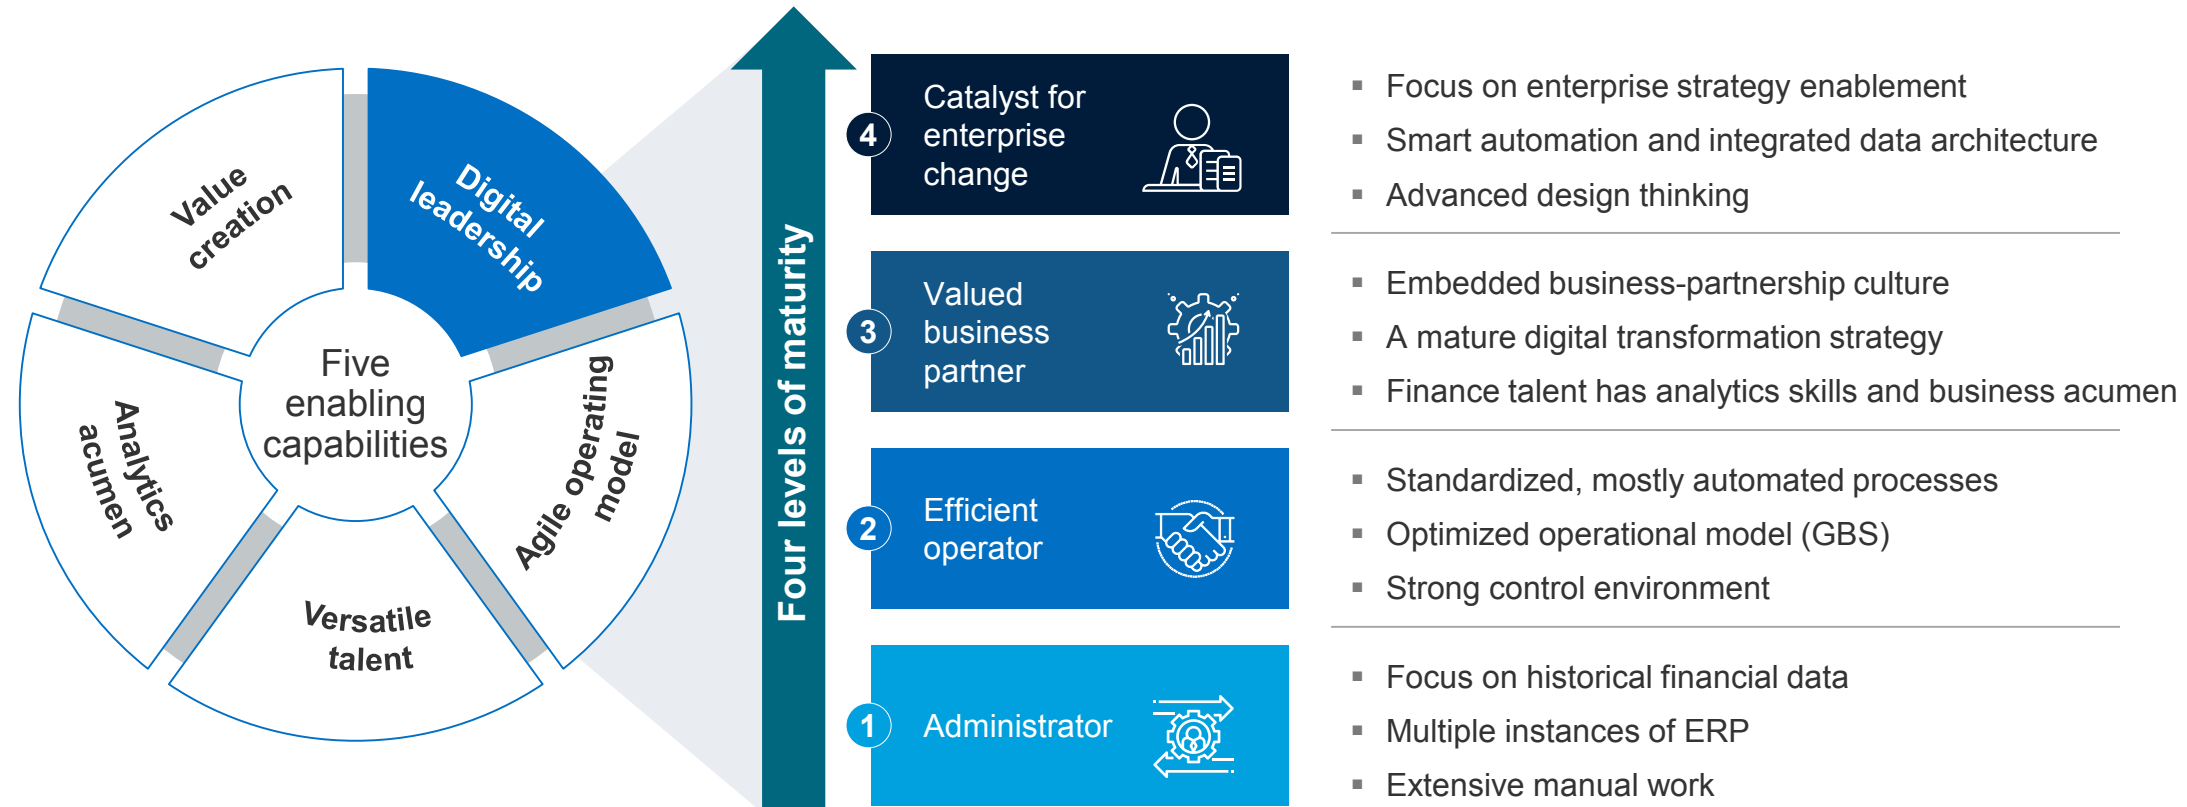 Value
creation
Digital
leadership
Analytics
acumen
Five
enabling
capabilities
Agile operating
model
Versatile
talent
Four levels of maturity
4
Catalyst for
enterprise
change
▪ Focus on enterprise strategy enablement
▪ Smart automation and integrated data architecture
▪ Advanced design thinking
3
Valued
business
partner
▪ Embedded business-partnership culture
▪ A mature digital transformation strategy
▪ Finance talent has analytics skills and business acumen
2
Efficient
operator
▪ Standardized, mostly automated processes
▪ Optimized operational model (GBS)
▪ Strong control environment
1
Administrator
▪ Focus on historical financial data
▪ Multiple instances of ERP
▪ Extensive manual work